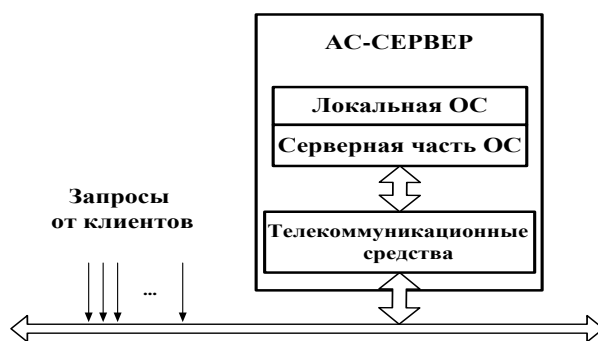 АС-СЕРВЕР
Локальная ОС
Серверная часть ОС
Запросы
от клиентов
Телекоммуникационные
средства
...